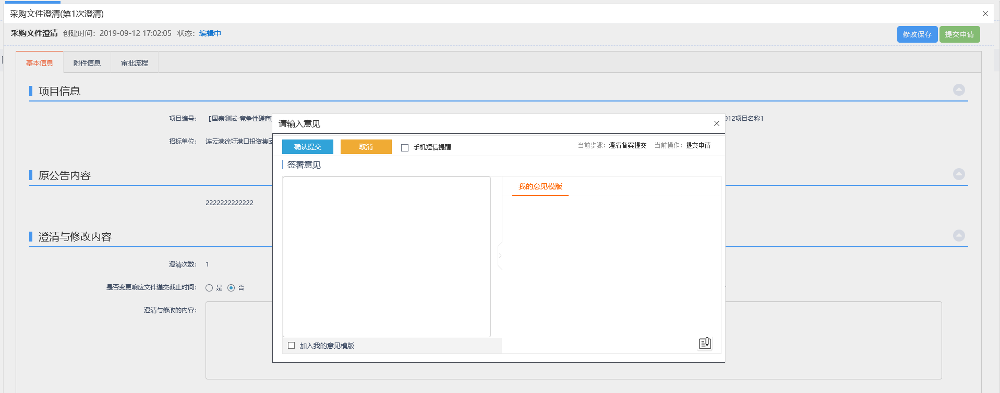 采购文件澄清(第1次澄清)
采购文件澄清 创建时间：2019-09-12 17:02:05 状态：编辑中
修改保存 提交申请
基本信息 附件信息 审批流程
项目信息
项目编号： 【国泰测试-竞争性磋商 912项目名称1
招标单位： 连云港徐圩港口投资集团
原公告内容
2222222222222
澄清与修改内容
澄清次数： 1
是否变更响应文件递交截止时间： 是 否
澄清与修改的内容：
请输入意见
确认提交 取消 手机短信提醒 当前步骤：澄清备案提交 当前操作：提交申请
签署意见
我的意见模版
加入我的意见模版